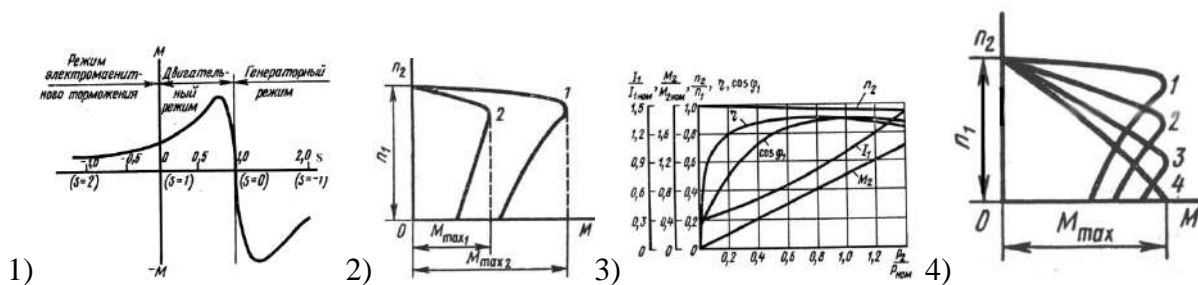 M
Режим
электромагнит-
ного торможения
Двигатель-
ный режим
Генераторный
режим
-1,0 -0,5 0 0,5 1,0 2,0 s
(s=2) (s=1) (s=0) (s=-1)
-M
1)
n₂
1
2
n₁
0 M
Mmax₁
Mmax₂
2)
I₁/I₁ном, M₂/M₂ном, n₂/n₁, η, cos φ₁
1,5 1,5 1,0
1,2 1,6 0,8
0,9 1,2 0,6
0,6 0,8 0,4
0,3 0,4 0,2
0 0 0
n₂
η
cos φ₁
I₁
M₂
0,2 0,4 0,6 0,8 1,0 1,2 P₂/Pном
3)
n₂
1
2
3
4
n₁
0 M
Mmax
4)